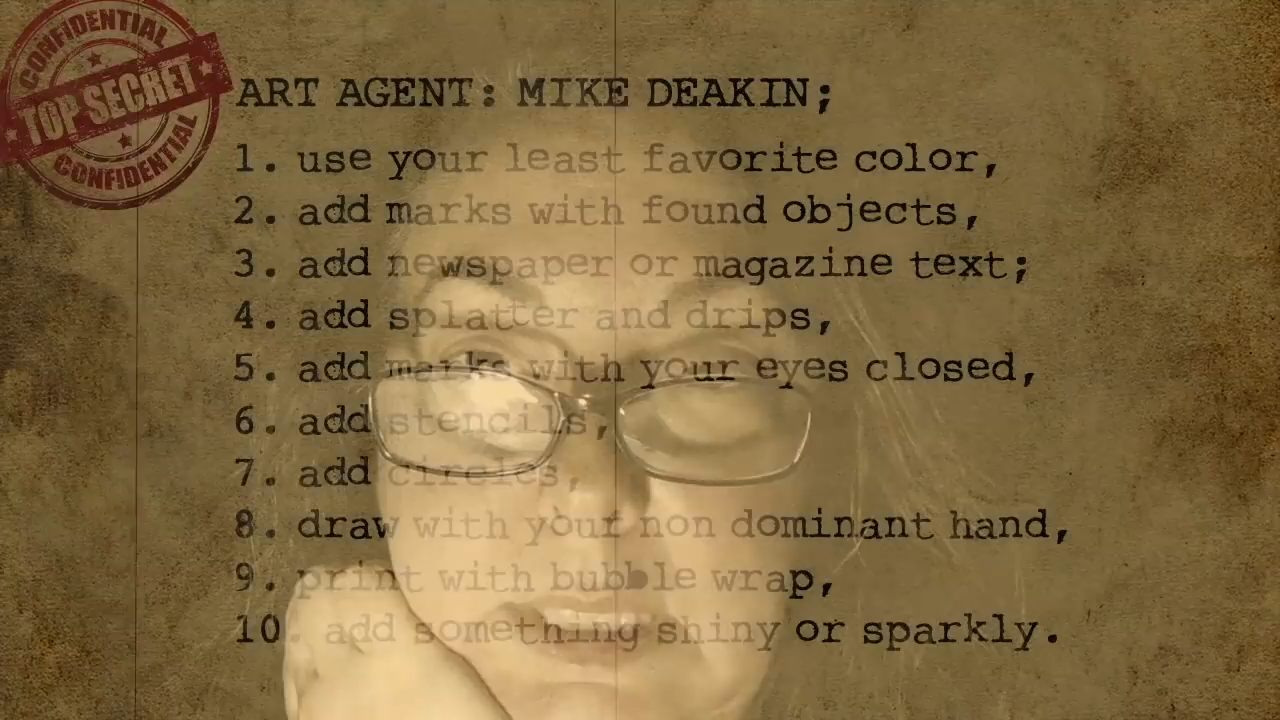 CONFIDENTIAL
TOP SECRET
CONFIDENTIAL
ART AGENT: MIKE DEAKIN;
1. use your least favorite color,
2. add marks with found objects,
3. add newspaper or magazine text;
4. add splatter and drips,
5. add marks with your eyes closed,
6. add stencils,
7. add circles,
8. draw with your non dominant hand,
9. print with bubble wrap,
10. add something shiny or sparkly.